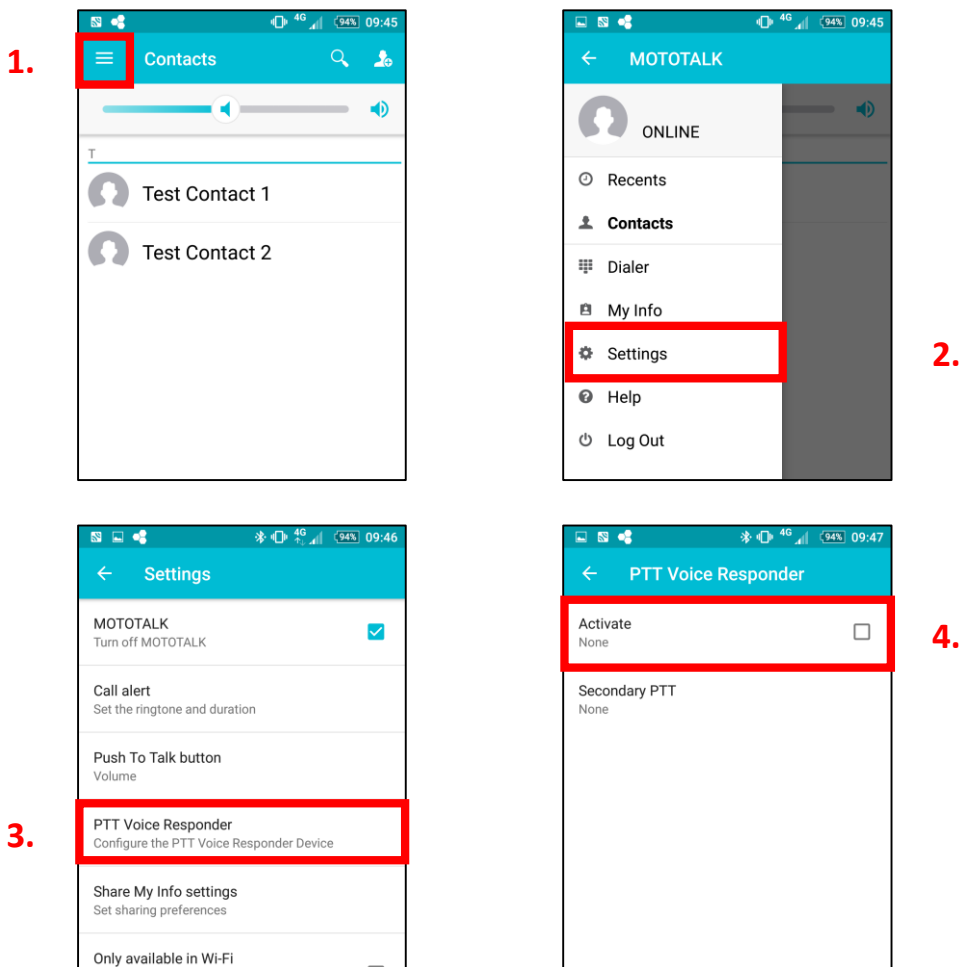 4G 94% 09:45
1.
Contacts
T
Test Contact 1
Test Contact 2
4G 94% 09:45
MOTOTALK
ONLINE
Recents
Contacts
Dialer
My Info
Settings
2.
Help
Log Out
4G 94% 09:46
Settings
MOTOTALK
Turn off MOTOTALK
Call alert
Set the ringtone and duration
Push To Talk button
Volume
3.
PTT Voice Responder
Configure the PTT Voice Responder Device
Share My Info settings
Set sharing preferences
Only available in Wi-Fi
4G 94% 09:47
PTT Voice Responder
Activate
None
4.
Secondary PTT
None